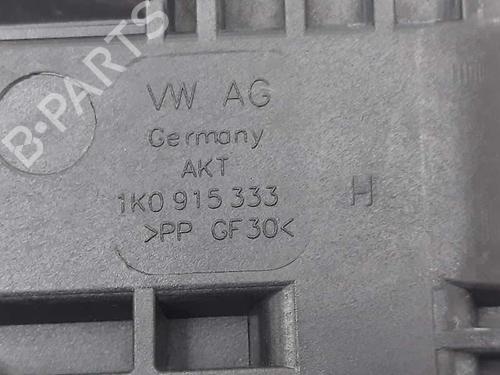 VW AG
Germany
AKT
1K0 915 333 H
>PP GF30<
B-PARTS